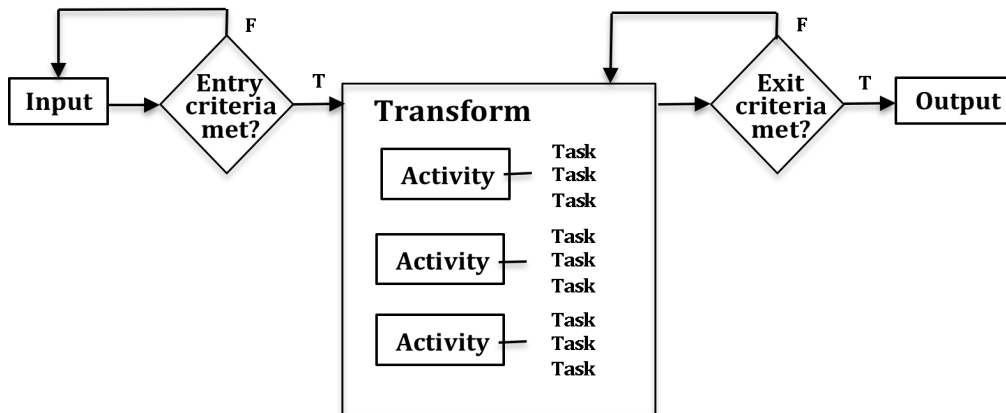 F
F
Input
Entry
criteria
met?
T
Transform
Exit
criteria
met?
T
Output
Activity
Task
Task
Task
Activity
Task
Task
Task
Activity
Task
Task
Task